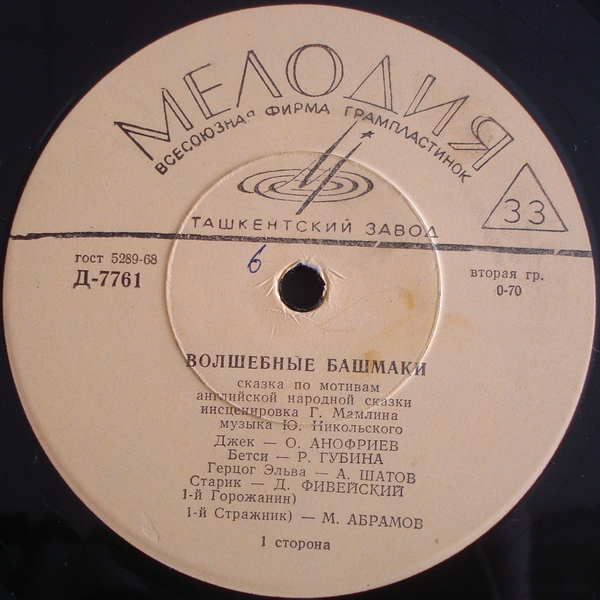 МЕЛОДИЯ
ВСЕСОЮЗНАЯ ФИРМА ГРАМПЛАСТИНОК
33
ТАШКЕНТСКИЙ ЗАВОД
гост 5289-68
Д-7761
6
вторая гр.
0-70
ВОЛШЕБНЫЕ БАШМАКИ
сказка по мотивам
английской народной сказки
инсценировка Г. Мамлина
музыка Ю. Никольского
Джек — О. АНОФРИЕВ
Бетси — Р. ГУБИНА
Герцог Эльва — А. ШАТОВ
Старик — Д. ФИВЕЙСКИЙ
1-й Горожанин)
1-й Стражник) — М. АБРАМОВ
1 сторона